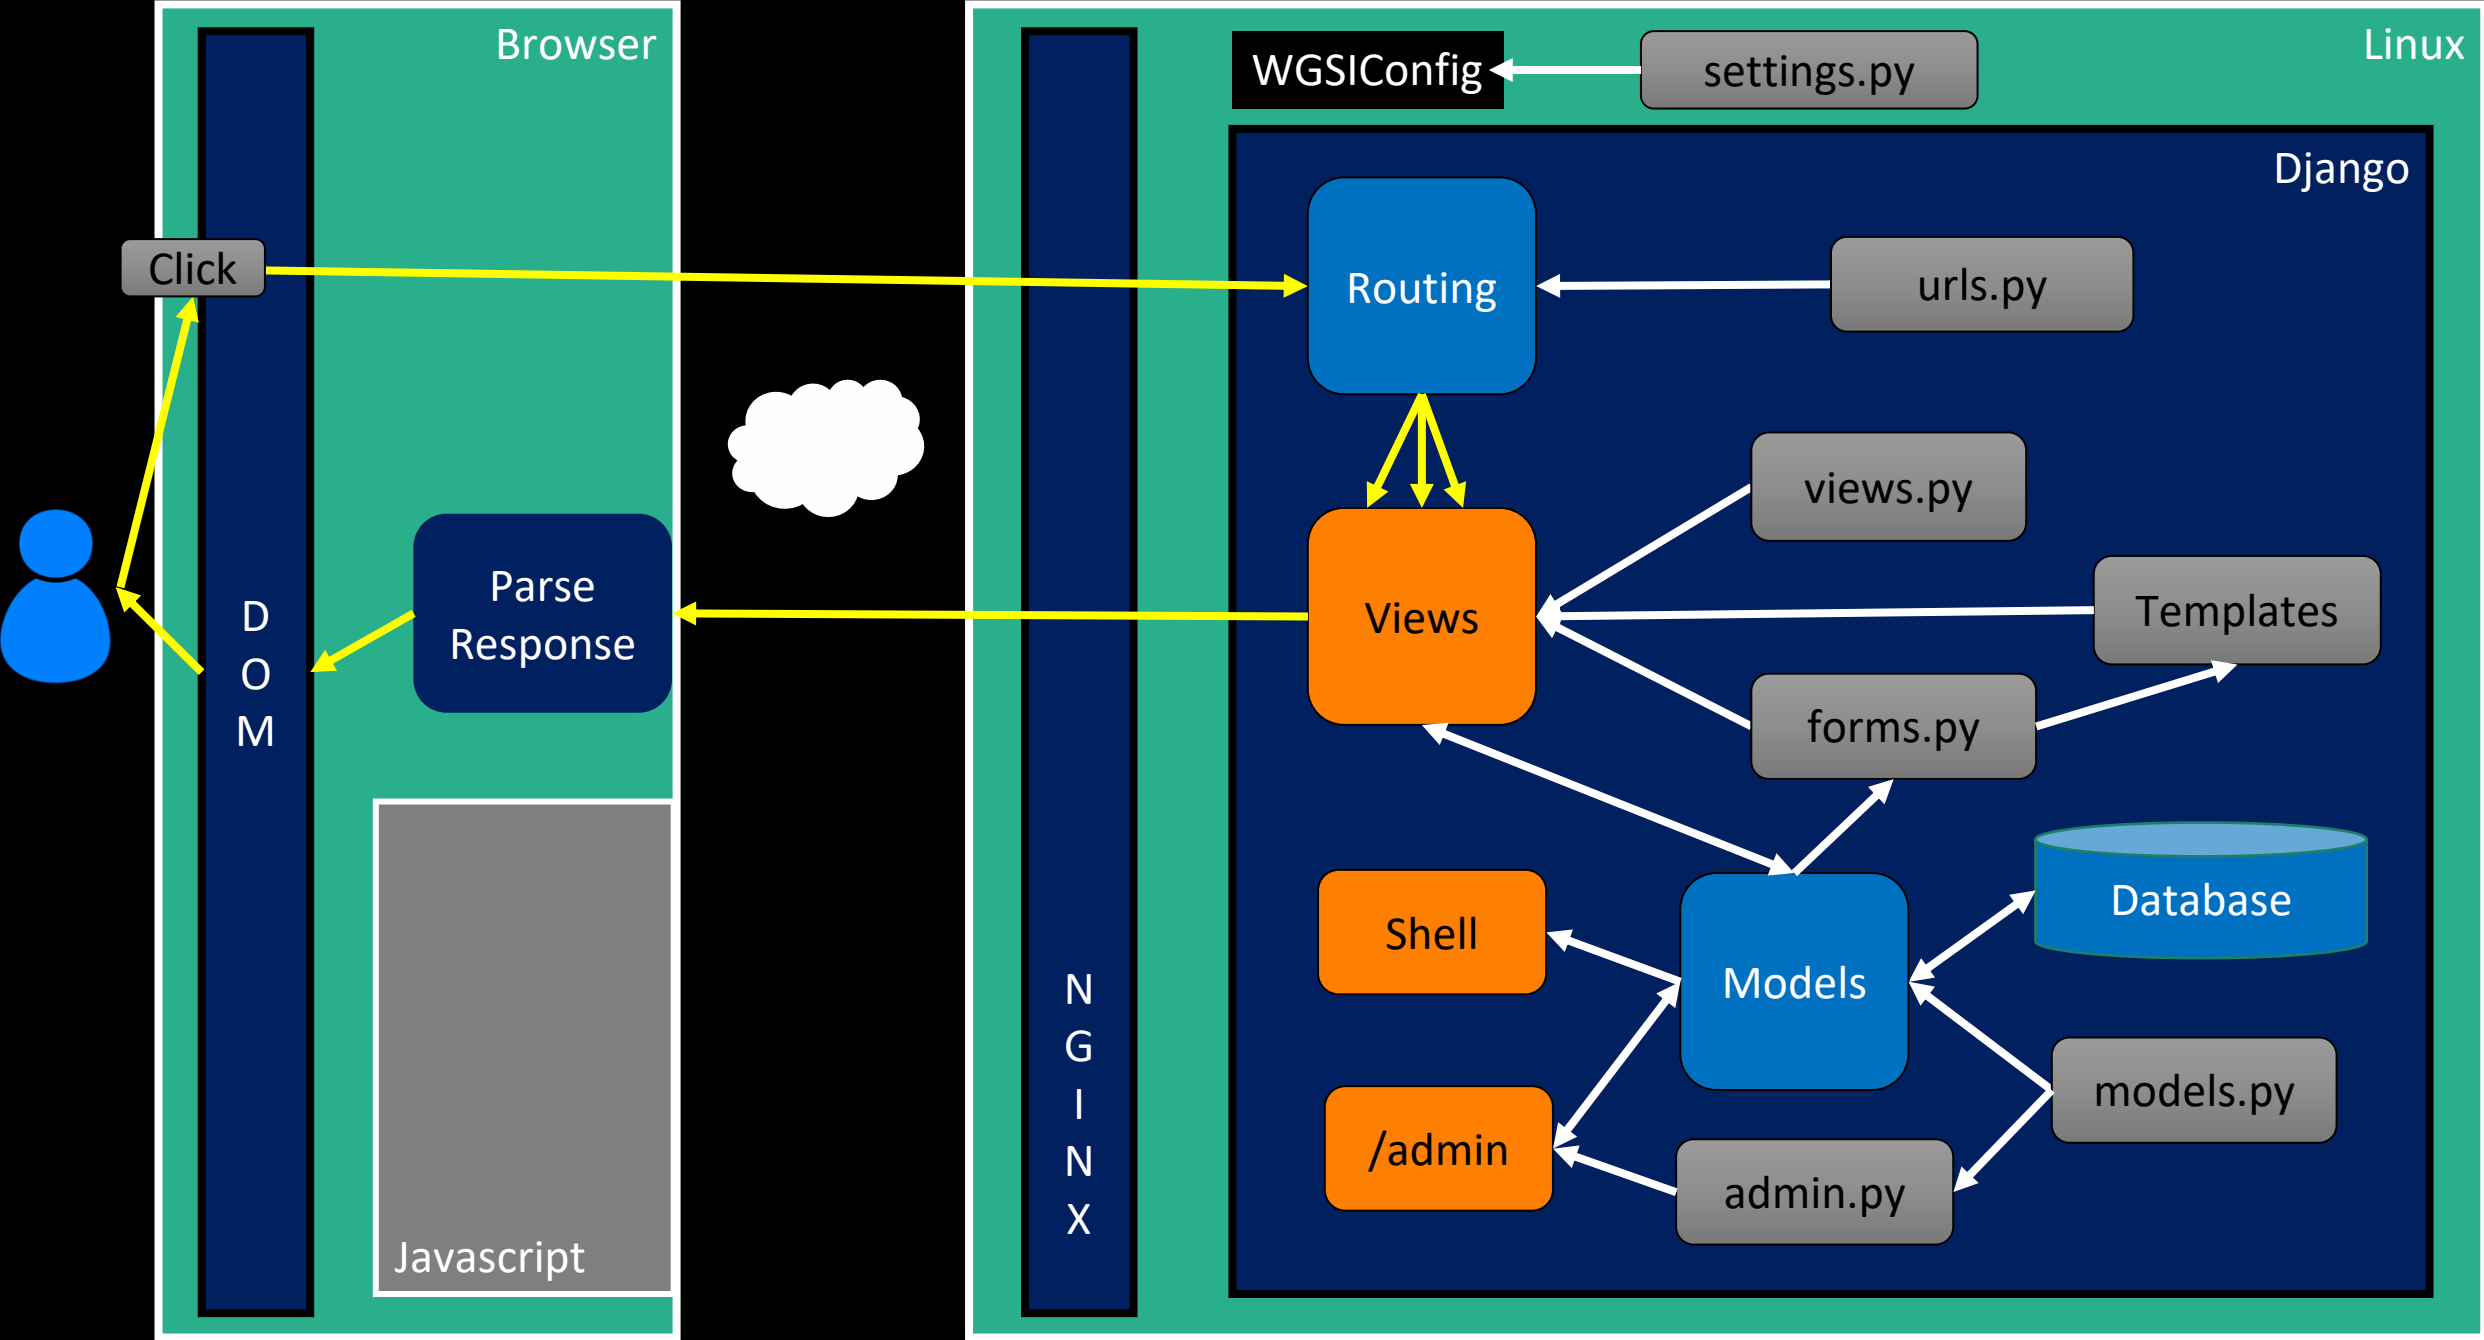 Browser
Linux
WGSIConfig
settings.py
Django
Click
Routing
urls.py
views.py
Parse
Response
Views
Templates
D
O
M
forms.py
Database
Shell
Models
N
G
I
N
X
models.py
/admin
admin.py
Javascript